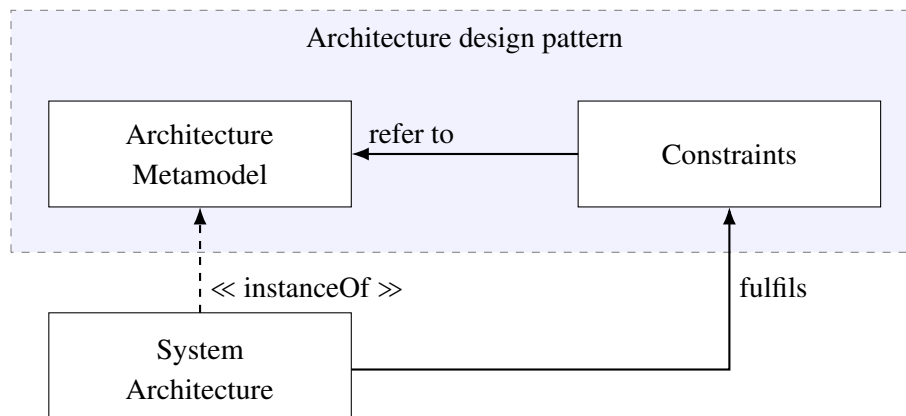 Architecture design pattern
Architecture
Metamodel
refer to
Constraints
≪ instanceOf ≫
fulfils
System
Architecture